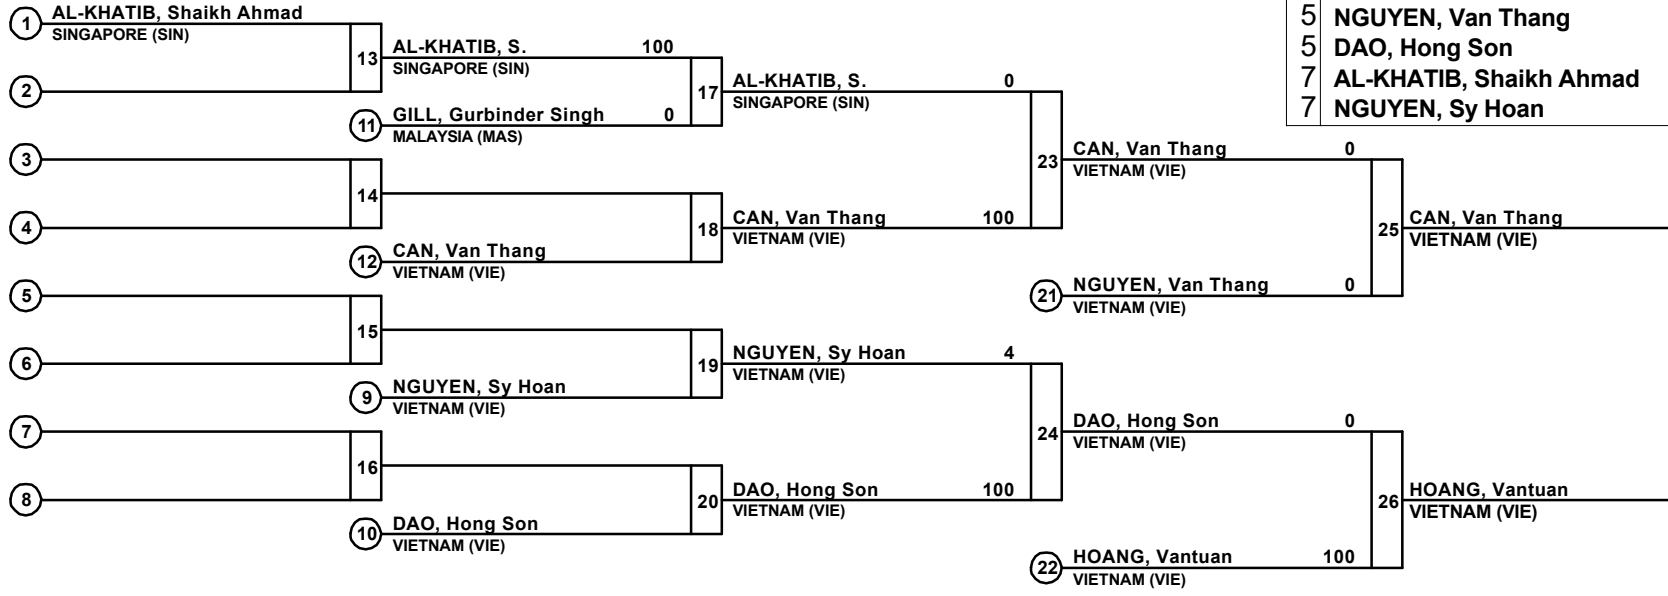 1 AL-KHATIB, Shaikh Ahmad
SINGAPORE (SIN)
2
13 AL-KHATIB, S. 100
SINGAPORE (SIN)
11 GILL, Gurbinder Singh 0
MALAYSIA (MAS)
17 AL-KHATIB, S. 0
SINGAPORE (SIN)
3
4
14
12 CAN, Van Thang
VIETNAM (VIE)
18 CAN, Van Thang 100
VIETNAM (VIE)
23 CAN, Van Thang 0
VIETNAM (VIE)
21 NGUYEN, Van Thang 0
VIETNAM (VIE)
25 CAN, Van Thang
VIETNAM (VIE)
5
6
15
9 NGUYEN, Sy Hoan
VIETNAM (VIE)
19 NGUYEN, Sy Hoan 4
VIETNAM (VIE)
7
8
16
10 DAO, Hong Son
VIETNAM (VIE)
20 DAO, Hong Son 100
VIETNAM (VIE)
24 DAO, Hong Son 0
VIETNAM (VIE)
22 HOANG, Vantuan 100
VIETNAM (VIE)
26 HOANG, Vantuan
VIETNAM (VIE)
5 NGUYEN, Van Thang
5 DAO, Hong Son
7 AL-KHATIB, Shaikh Ahmad
7 NGUYEN, Sy Hoan